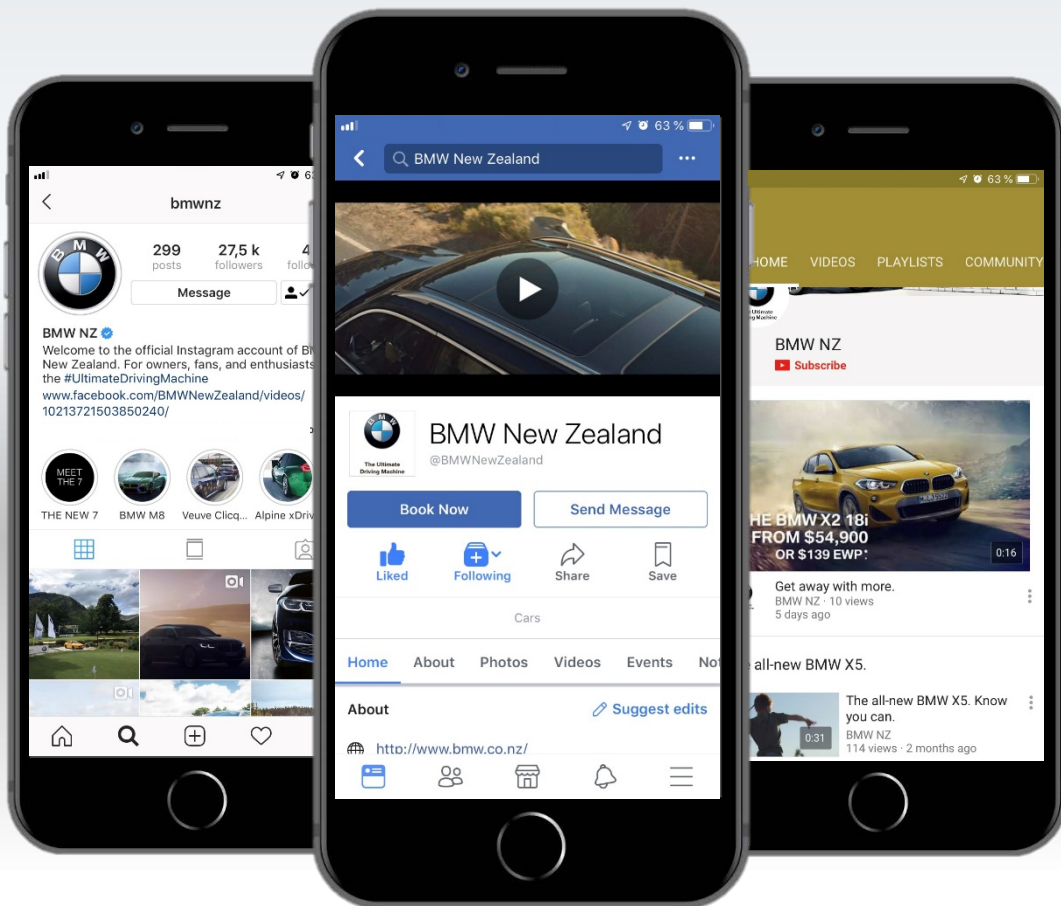 bmwnz
299
27,5 k
4
posts
followers
follo
Message
BMW
BMW NZ
Welcome to the official Instagram account of B
New Zealand. For owners, fans, and enthusiasts
the #UltimateDrivingMachine
www.facebook.com/BMWNewZealand/videos/
10213721503850240/
MEET
THE 7
THE NEW 7
BMW M8
Veuve Clicq...
Alpine xDriv
63 %
BMW New Zealand
BMW
The Ultimate
Driving Machine
BMW New Zealand
@BMWNewZealand
Book Now
Send Message
Liked
Following
Share
Save
Cars
Home
About
Photos
Videos
Events
Not
About
Suggest edits
http://www.bmw.co.nz/
63 %
HOME
VIDEOS
PLAYLISTS
COMMUNITY
BMW NZ
Subscribe
HE BMW X2 18i
FROM $54,900
OR $139 EWP
0:16
Get away with more.
BMW NZ · 10 views
5 days ago
all-new BMW X5.
The all-new BMW X5. Know
you can.
0:31
BMW NZ
114 views · 2 months ago